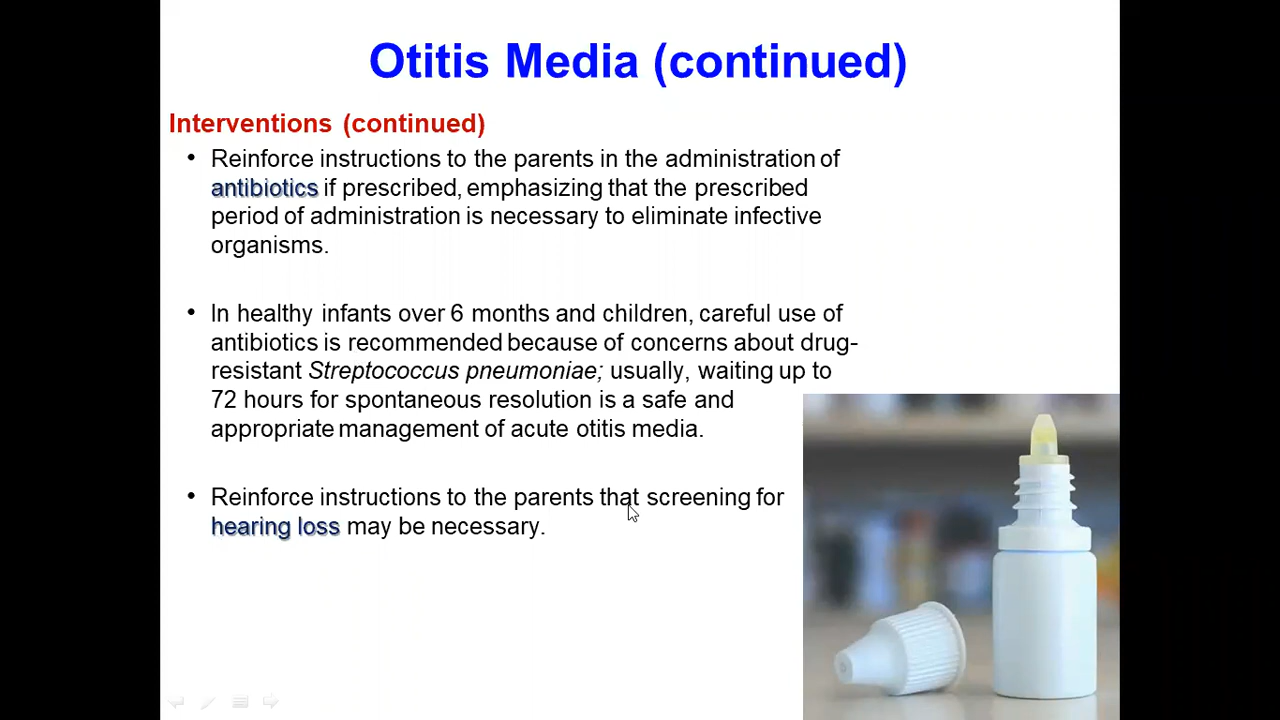 Otitis Media (continued)
Interventions (continued)
• Reinforce instructions to the parents in the administration of
antibiotics if prescribed, emphasizing that the prescribed
period of administration is necessary to eliminate infective
organisms.
• In healthy infants over 6 months and children, careful use of
antibiotics is recommended because of concerns about drug-
resistant Streptococcus pneumoniae; usually, waiting up to
72 hours for spontaneous resolution is a safe and
appropriate management of acute otitis media.
• Reinforce instructions to the parents that screening for
hearing loss may be necessary.